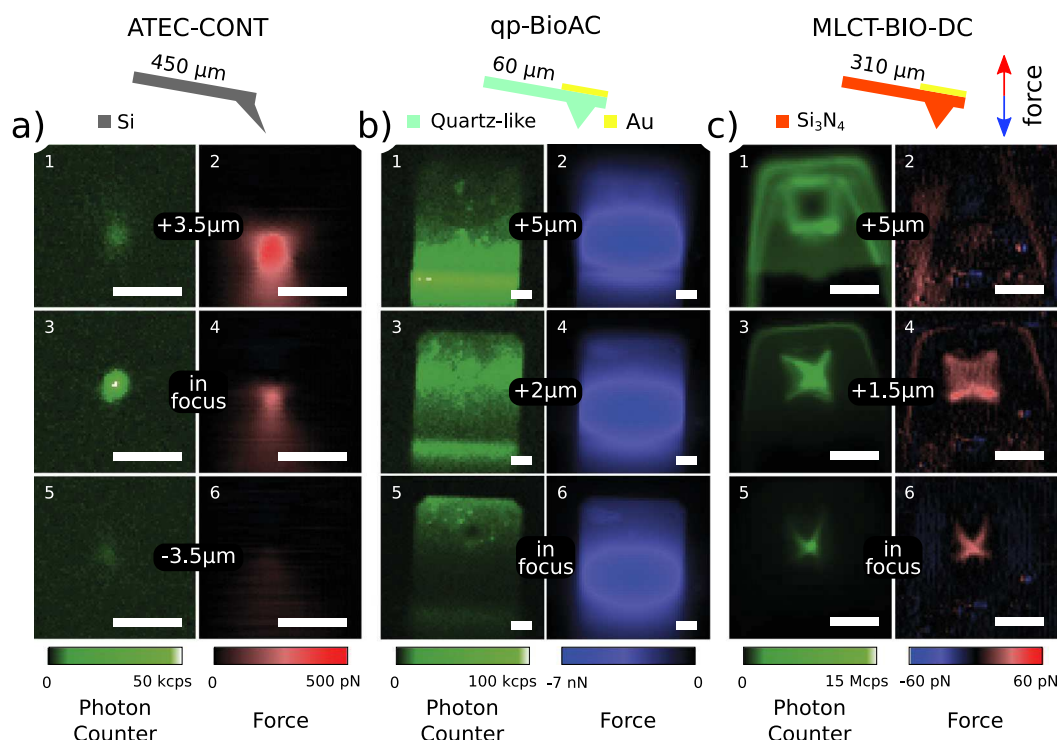 ATEC-CONT
qp-BioAC
MLCT-BIO-DC
450 μm
60 μm
310 μm
force
a)
Si
b)
Quartz-like
Au
c)
Si₃N₄
1
2
+3.5μm
3
4
in
focus
5
6
-3.5μm
1
2
+5μm
3
4
+2μm
5
6
in
focus
1
2
+5μm
3
4
+1.5μm
5
6
in
focus
0
50 kcps
0
500 pN
0
100 kcps
-7 nN
0
0
15 Mcps
-60 pN
60 pN
Photon
Counter
Force
Photon
Counter
Force
Photon
Counter
Force